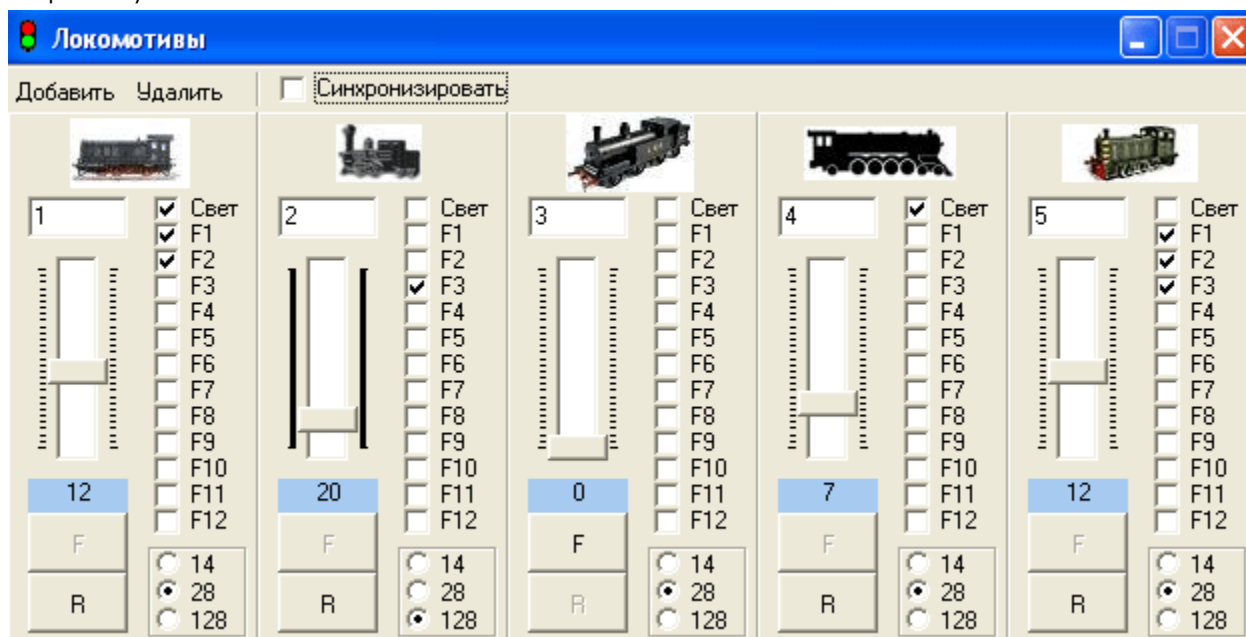 Локомотивы
Добавить Удалить Синхронизировать
1 Свет 2 Свет 3 Свет 4 Свет 5 Свет
F1 F1 F1 F1 F1
F2 F2 F2 F2 F2
F3 F3 F3 F3 F3
F4 F4 F4 F4 F4
F5 F5 F5 F5 F5
F6 F6 F6 F6 F6
F7 F7 F7 F7 F7
F8 F8 F8 F8 F8
F9 F9 F9 F9 F9
F10 F10 F10 F10 F10
12 F11 20 F11 0 F11 7 F11 12 F11
F12 F12 F12 F12 F12
F F F F F
14 14 14 14 14
R 28 R 28 R 28 R 28 R 28
128 128 128 128 128